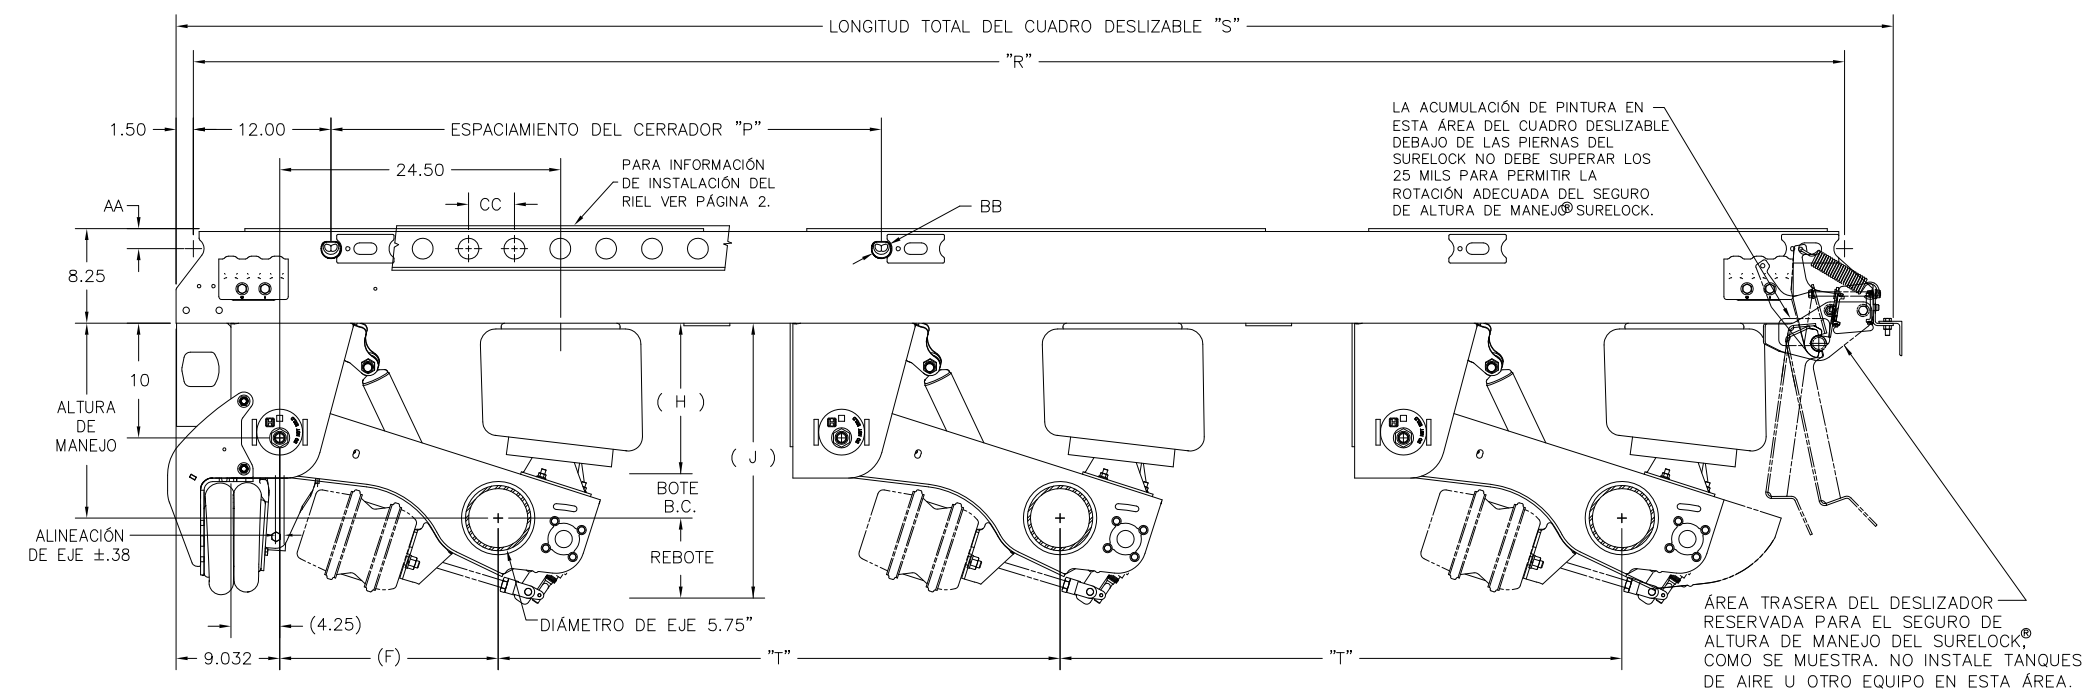 LONGITUD TOTAL DEL CUADRO DESLIZABLE "S"
"R"
1.50
12.00
ESPACIAMIENTO DEL CERRADOR "P"
24.50
PARA INFORMACIÓN
DE INSTALACIÓN DEL
RIEL VER PÁGINA 2.
LA ACUMULACIÓN DE PINTURA EN
ESTA ÁREA DEL CUADRO DESLIZABLE
DEBAJO DE LAS PIERNAS DEL
SURELOCK NO DEBE SUPERAR LOS
25 MILS PARA PERMITIR LA
ROTACIÓN ADECUADA DEL SEGURO
DE ALTURA DE MANEJO® SURELOCK.
AA
CC
BB
8.25
10
ALTURA
DE
MANEJO
( H )
( J )
BOTE
B.C.
REBOTE
ALINEACIÓN
DE EJE ±.38
(4.25)
DIÁMETRO DE EJE 5.75"
9.032
(F)
"T"
"T"
ÁREA TRASERA DEL DESLIZADOR
RESERVADA PARA EL SEGURO DE
ALTURA DE MANEJO DEL SURELOCK®,
COMO SE MUESTRA. NO INSTALE TANQUES
DE AIRE U OTRO EQUIPO EN ESTA ÁREA.